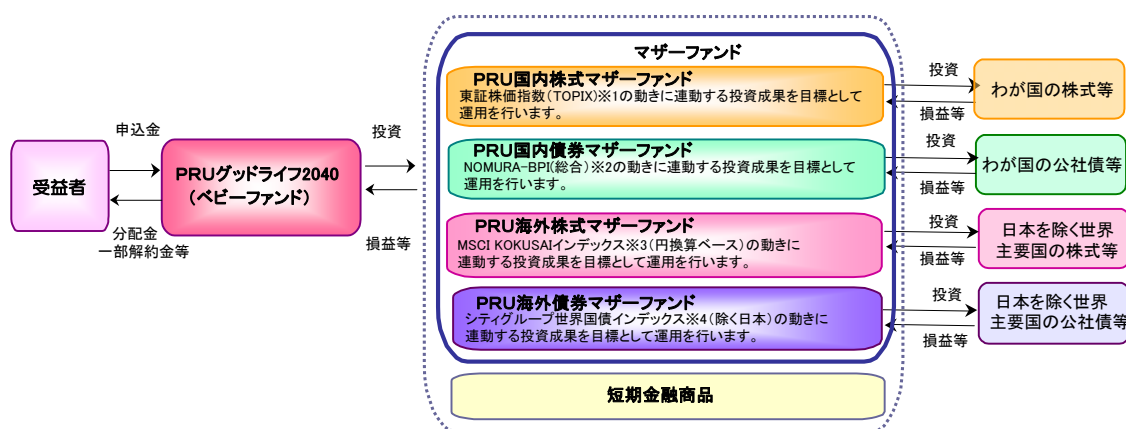 マザーファンド
PRU国内株式マザーファンド
東証株価指数(TOPIX)※1の動きに連動する投資成果を目標として
運用を行います。
投資
損益等
わが国の株式等
PRU国内債券マザーファンド
NOMURA-BPI(総合)※2の動きに連動する投資成果を目標として
運用を行います。
投資
損益等
わが国の公社債等
受益者
申込金
分配金
一部解約金等
PRUグッドライフ2040
(ベビーファンド)
投資
損益等
PRU海外株式マザーファンド
MSCI KOKUSAIインデックス※3(円換算ベース)の動きに
連動する投資成果を目標として運用を行います。
投資
損益等
日本を除く世界
主要国の株式等
PRU海外債券マザーファンド
シティグループ世界国債インデックス※4(除く日本)の動きに
連動する投資成果を目標として運用を行います。
投資
損益等
日本を除く世界
主要国の公社債等
短期金融商品